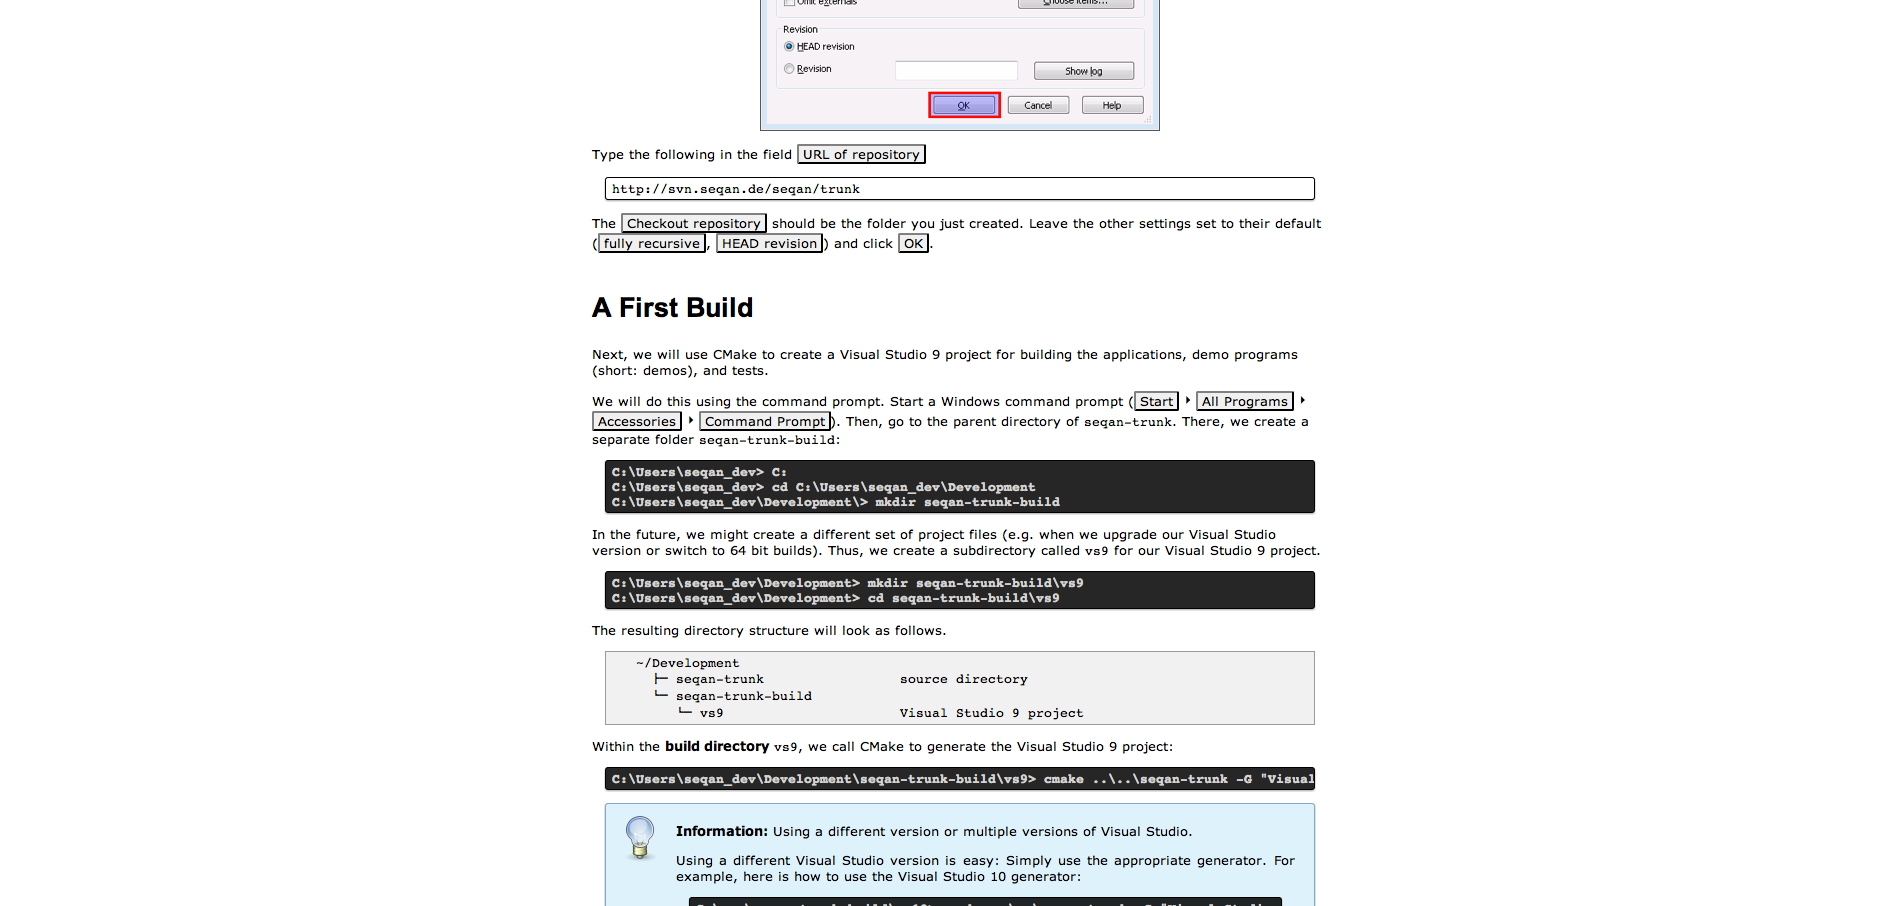 Omit externals
Choose items...
Revision
HEAD revision
Revision
Show log
OK
Cancel
Help
Type the following in the field URL of repository
http://svn.seqan.de/seqan/trunk
The Checkout repository should be the folder you just created. Leave the other settings set to their default
(fully recursive, HEAD revision) and click OK.
A First Build
Next, we will use CMake to create a Visual Studio 9 project for building the applications, demo programs
(short: demos), and tests.
We will do this using the command prompt. Start a Windows command prompt (Start ▸ All Programs ▸
Accessories ▸ Command Prompt). Then, go to the parent directory of seqan-trunk. There, we create a
separate folder seqan-trunk-build:
C:\Users\seqan_dev> C:
C:\Users\seqan_dev> cd C:\Users\seqan_dev\Development
C:\Users\seqan_dev\Development\> mkdir seqan-trunk-build
In the future, we might create a different set of project files (e.g. when we upgrade our Visual Studio
version or switch to 64 bit builds). Thus, we create a subdirectory called vs9 for our Visual Studio 9 project.
C:\Users\seqan_dev\Development> mkdir seqan-trunk-build\vs9
C:\Users\seqan_dev\Development> cd seqan-trunk-build\vs9
The resulting directory structure will look as follows.
~/Development
├─ seqan-trunk source directory
└─ seqan-trunk-build
└─ vs9 Visual Studio 9 project
Within the build directory vs9, we call CMake to generate the Visual Studio 9 project:
C:\Users\seqan_dev\Development\seqan-trunk-build\vs9> cmake ..\..\seqan-trunk -G "Visual
Information: Using a different version or multiple versions of Visual Studio.
Using a different Visual Studio version is easy: Simply use the appropriate generator. For
example, here is how to use the Visual Studio 10 generator: